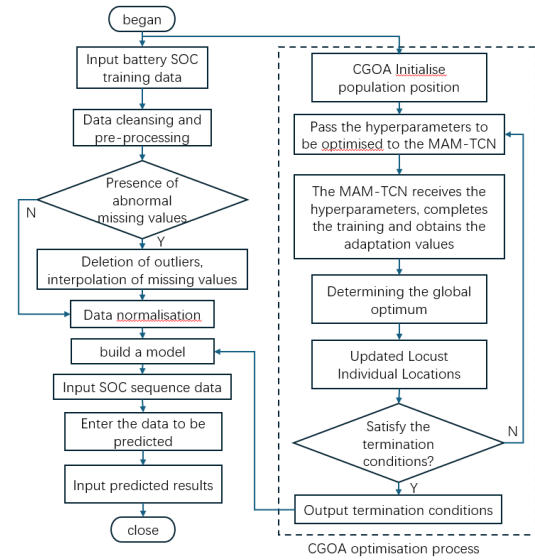 began
Input battery SOC
training data
Data cleansing and
pre-processing
Presence of
abnormal
missing values
N
Y
Deletion of outliers,
interpolation of missing values
Data normalisation
build a model
Input SOC sequence data
Enter the data to be
predicted
Input predicted results
close
CGOA Initialise
population position
Pass the hyperparameters to
be optimised to the MAM-TCN
The MAM-TCN receives the
hyperparameters, completes
the training and obtains the
adaptation values
Determining the global
optimum
Updated Locust
Individual Locations
Satisfy the
termination
conditions?
N
Y
Output termination conditions
CGOA optimisation process